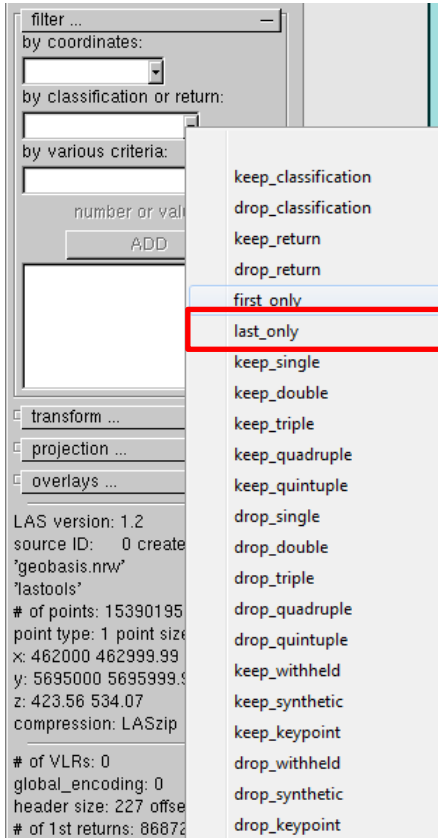 filter ...
by coordinates:
by classification or return:
by various criteria:
number or
ADD
transform ...
projection ...
overlays ...
LAS version: 1.2
source ID: 0 create
'geobasis.nrw'
'lastools'
# of points: 15390195
point type: 1 point size
x: 462000 462999.99
y: 5695000 5695999.9
z: 423.56 534.07
compression: LASzip
# of VLRs: 0
global_encoding: 0
header size: 227 offse
# of 1st returns: 86872
keep_classification
drop_classification
keep_return
drop_return
first_only
last_only
keep_single
keep_double
keep_triple
keep_quadruple
keep_quintuple
drop_single
drop_double
drop_triple
drop_quadruple
drop_quintuple
keep_withheld
keep_synthetic
keep_keypoint
drop_withheld
drop_synthetic
drop_keypoint